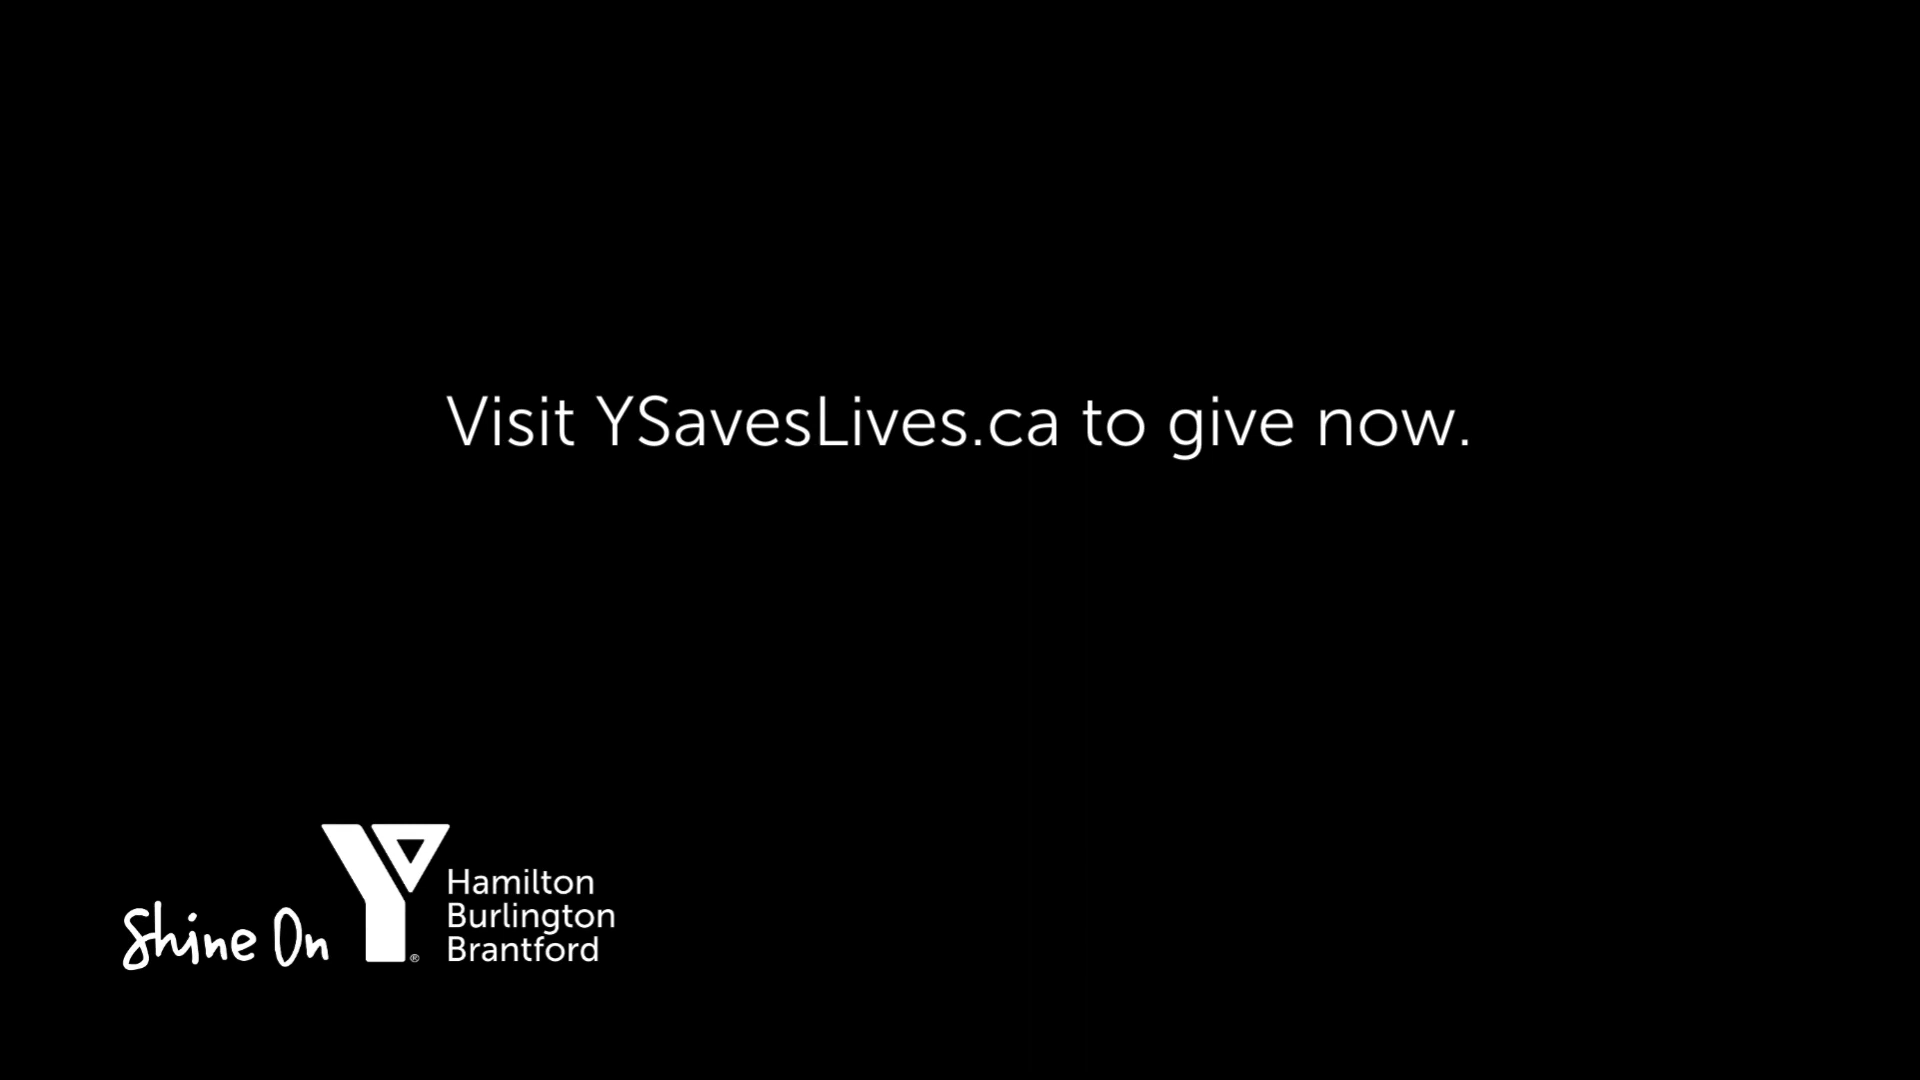 Visit YSavesLives.ca to give now.
Shine On
Y®
Hamilton
Burlington
Brantford